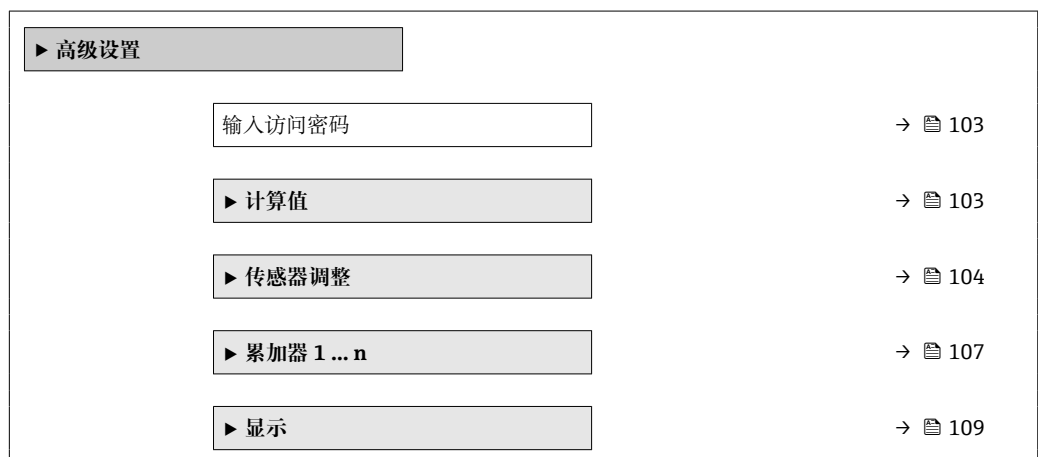 ▶ 高级设置
输入访问密码 → 103
▶ 计算值 → 103
▶ 传感器调整 → 104
▶ 累加器 1 … n → 107
▶ 显示 → 109